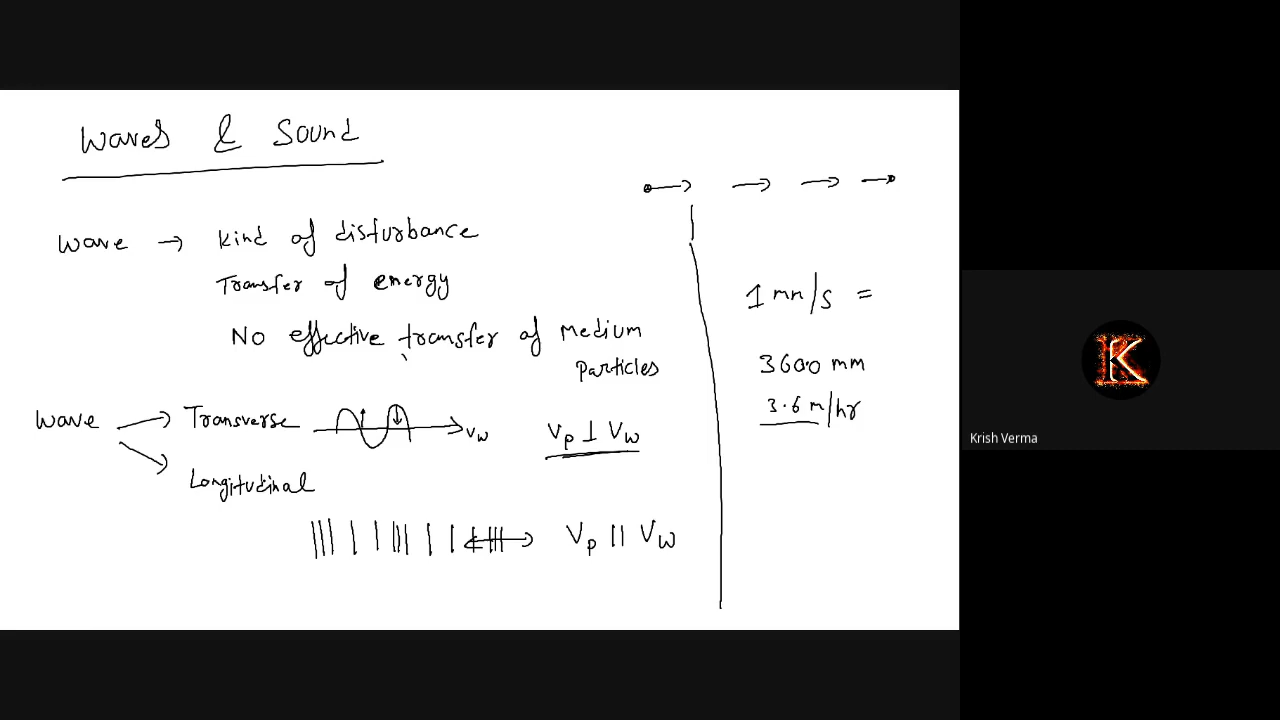 Waves & Sound
Wave → Kind of disturbance
Transfer of energy
No effective transfer of Medium
Particles
Wave → Transverse
Vw
Vp ⊥ Vw
Longitudinal
Vp || Vw
1 mm/s =
3600 mm
3.6 m/hr
K
Krish Verma